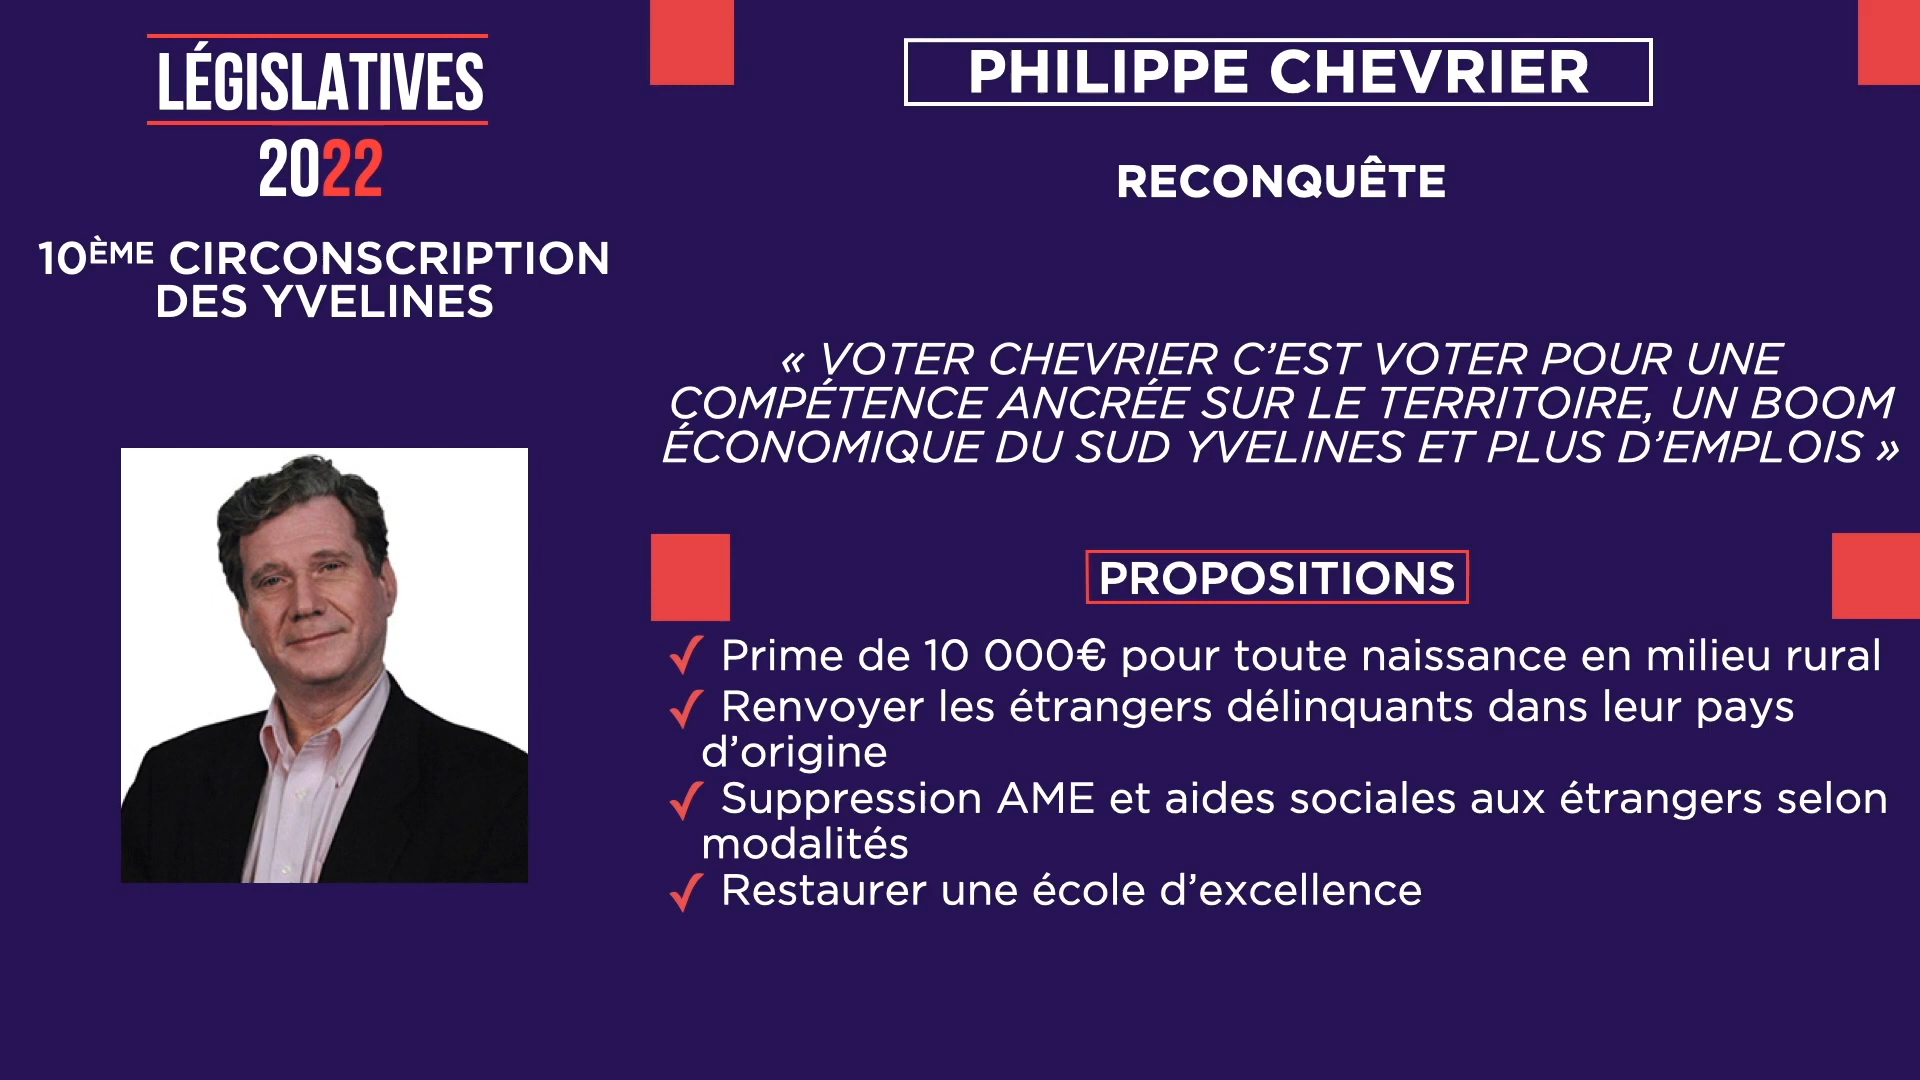 LÉGISLATIVES
2022
10ÈME CIRCONSCRIPTION
DES YVELINES
PHILIPPE CHEVRIER
RECONQUÊTE
« VOTER CHEVRIER C’EST VOTER POUR UNE
COMPÉTENCE ANCRÉE SUR LE TERRITOIRE, UN BOOM
ÉCONOMIQUE DU SUD YVELINES ET PLUS D’EMPLOIS »
PROPOSITIONS
✓ Prime de 10 000€ pour toute naissance en milieu rural
✓ Renvoyer les étrangers délinquants dans leur pays
d’origine
✓ Suppression AME et aides sociales aux étrangers selon
modalités
✓ Restaurer une école d’excellence